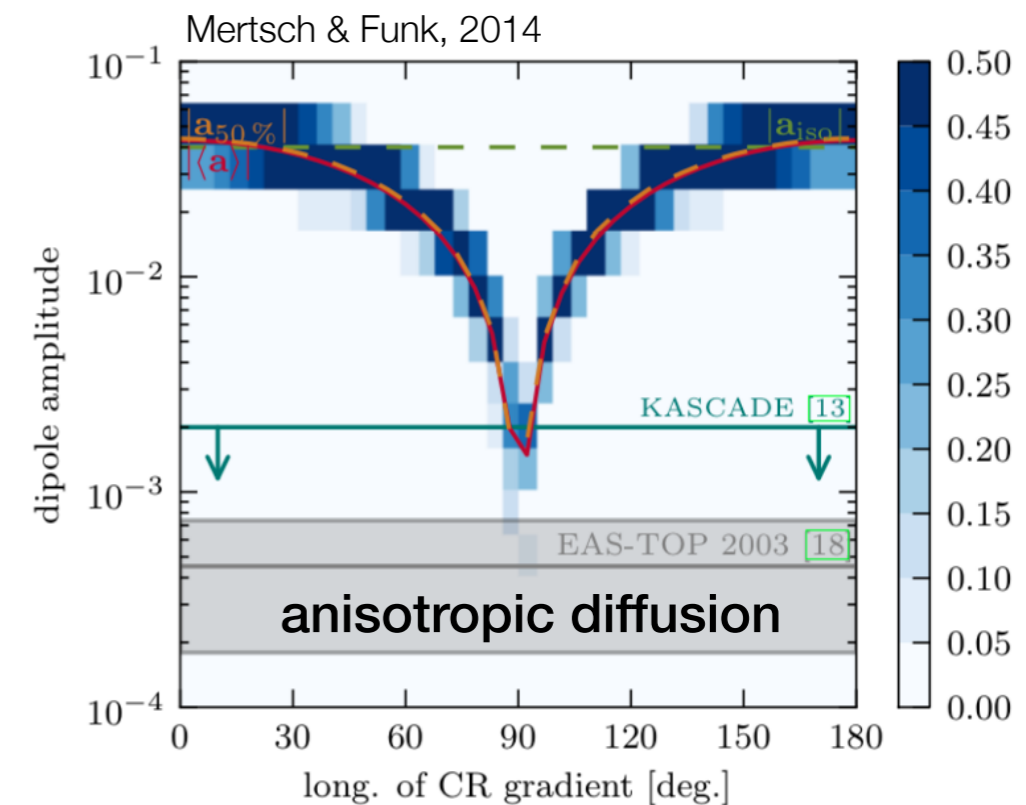 Mertsch & Funk, 2014
10⁻¹
10⁻²
10⁻³
10⁻⁴
dipole amplitude
|a₅₀ %|
|⟨a⟩|
|aᵢₛₒ|
KASCADE [13]
EAS-TOP 2003 [18]
anisotropic diffusion
0 30 60 90 120 150 180
long. of CR gradient [deg.]
0.50
0.45
0.40
0.35
0.30
0.25
0.20
0.15
0.10
0.05
0.00